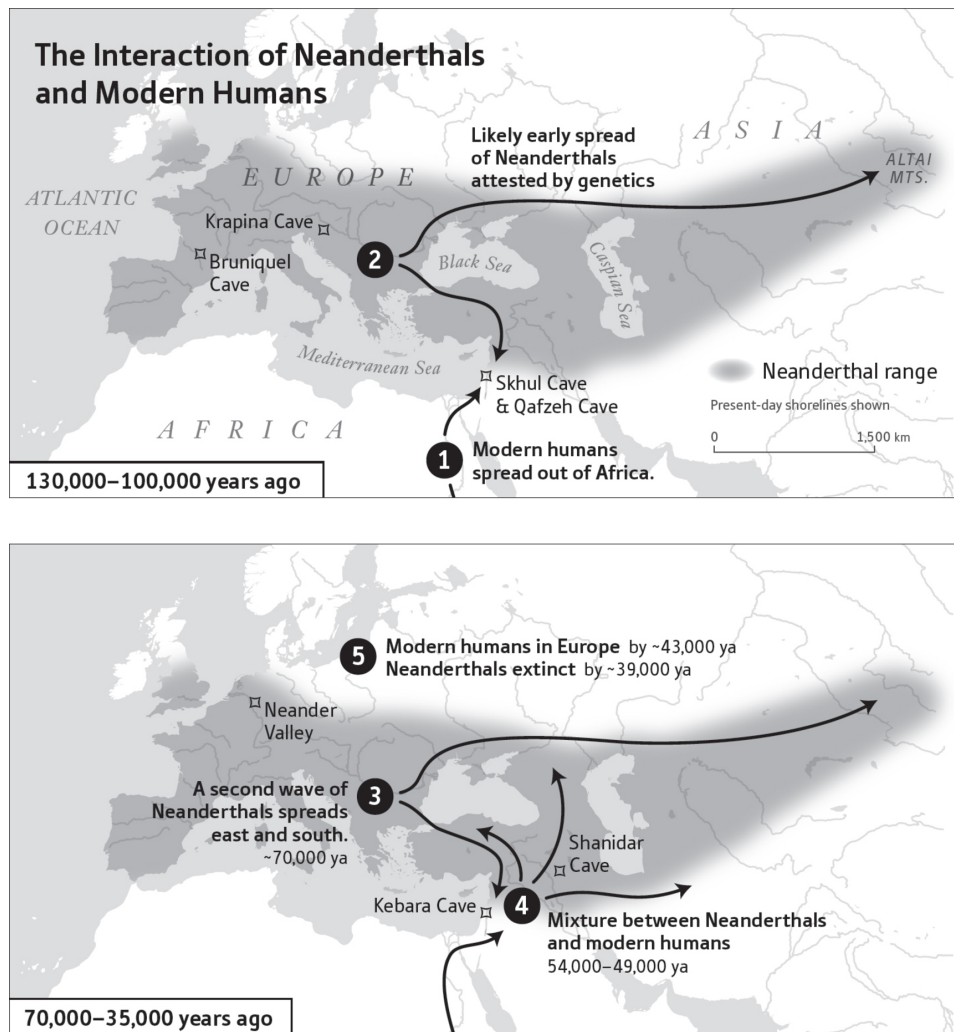 The Interaction of Neanderthals
and Modern Humans
Likely early spread
of Neanderthals
attested by genetics
A S I A
ALTAI
MTS.
E U R O P E
ATLANTIC
OCEAN
Krapina Cave
Bruniquel
Cave
2
Black Sea
Caspian Sea
Mediterranean Sea
Skhul Cave
& Qafzeh Cave
Neanderthal range
Present-day shorelines shown
0 1,500 km
A F R I C A
1
Modern humans
spread out of Africa.
130,000–100,000 years ago
5
Modern humans in Europe by ~43,000 ya
Neanderthals extinct by ~39,000 ya
Neander
Valley
A second wave of
Neanderthals spreads
east and south.
~70,000 ya
3
Shanidar
Cave
Kebara Cave
4
Mixture between Neanderthals
and modern humans
54,000–49,000 ya
70,000–35,000 years ago